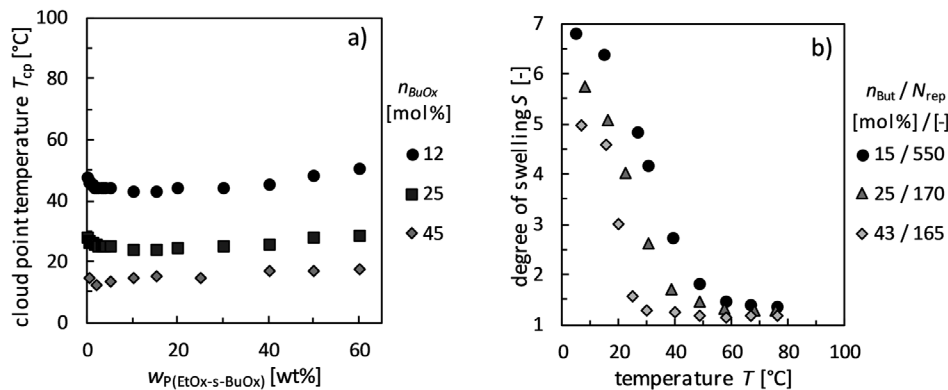 a)
cloud point temperature Tcp [°C]
100
80
60
40
20
0
0 20 40 60
wP(EtOx-s-BuOx) [wt%]
nBuOx
[mol%]
12
25
45
b)
degree of swelling S [-]
7
6
5
4
3
2
1
0 20 40 60 80 100
temperature T [°C]
nBut / Nrep
[mol%] / [-]
15 / 550
25 / 170
43 / 165